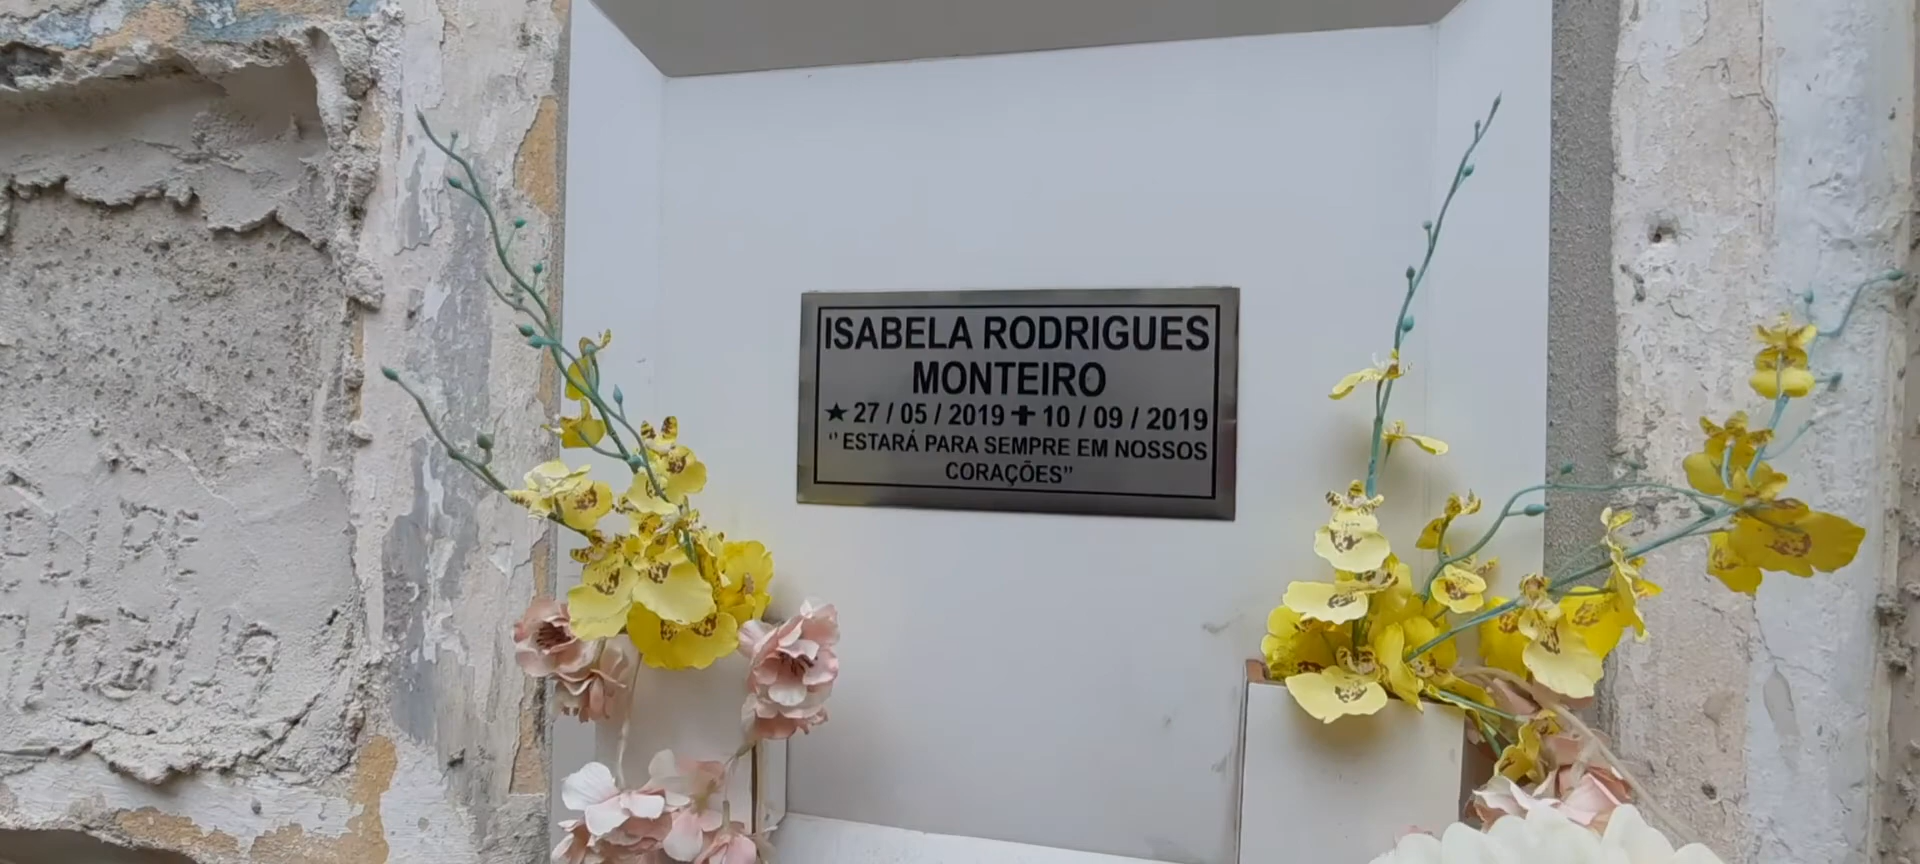 ISABELA RODRIGUES
MONTEIRO
★ 27 / 05 / 2019 ✝ 10 / 09 / 2019
“ ESTARÁ PARA SEMPRE EM NOSSOS
CORAÇÕES”